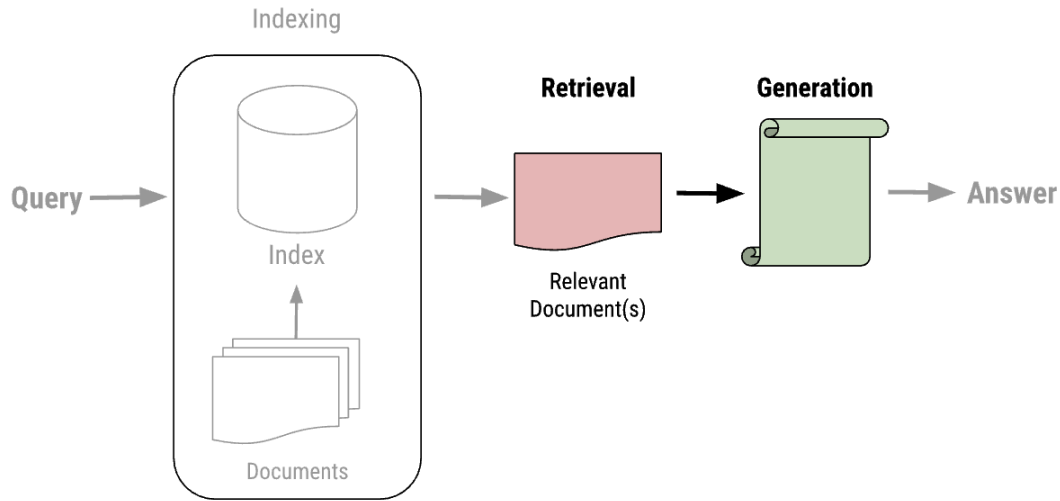 Indexing
Retrieval
Generation
Query
Answer
Index
Relevant
Document(s)
Documents